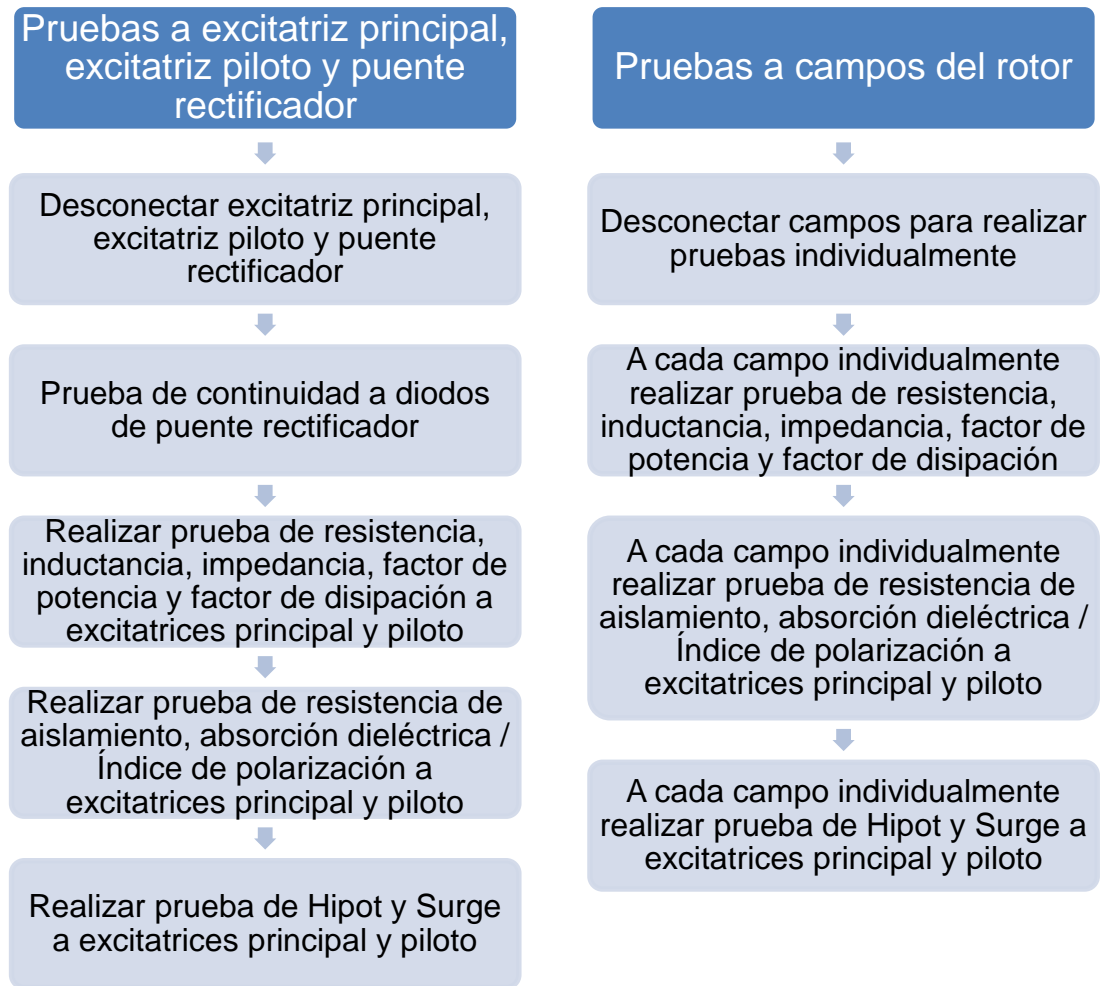 Pruebas a excitatriz principal,
excitatriz piloto y puente
rectificador
Desconectar excitatriz principal,
excitatriz piloto y puente
rectificador
Prueba de continuidad a diodos
de puente rectificador
Realizar prueba de resistencia,
inductancia, impedancia, factor de
potencia y factor de disipación a
excitatrices principal y piloto
Realizar prueba de resistencia de
aislamiento, absorción dieléctrica /
Índice de polarización a
excitatrices principal y piloto
Realizar prueba de Hipot y Surge
a excitatrices principal y piloto
Pruebas a campos del rotor
Desconectar campos para realizar
pruebas individualmente
A cada campo individualmente
realizar prueba de resistencia,
inductancia, impedancia, factor de
potencia y factor de disipación
A cada campo individualmente
realizar prueba de resistencia de
aislamiento, absorción dieléctrica /
Índice de polarización a
excitatrices principal y piloto
A cada campo individualmente
realizar prueba de Hipot y Surge a
excitatrices principal y piloto